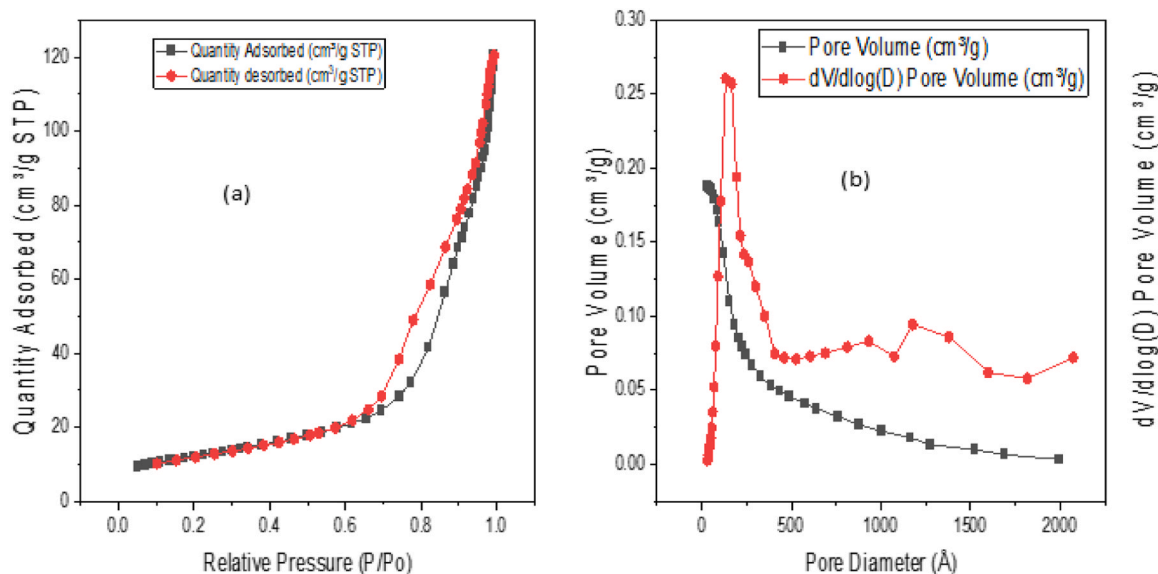 Quantity Adsorbed (cm³/g STP)
Quantity desorbed (cm³/g STP)
(a)
Quantity Adsorbed (cm³/g STP)
120
100
80
60
40
20
0
0.0 0.2 0.4 0.6 0.8 1.0
Relative Pressure (P/Po)
Pore Volume (cm³/g)
dV/dlog(D) Pore Volume (cm³/g)
(b)
Pore Volume (cm³/g)
0.30
0.25
0.20
0.15
0.10
0.05
0.00
0 500 1000 1500 2000
Pore Diameter (Å)
dV/dlog(D) Pore Volume (cm³/g)